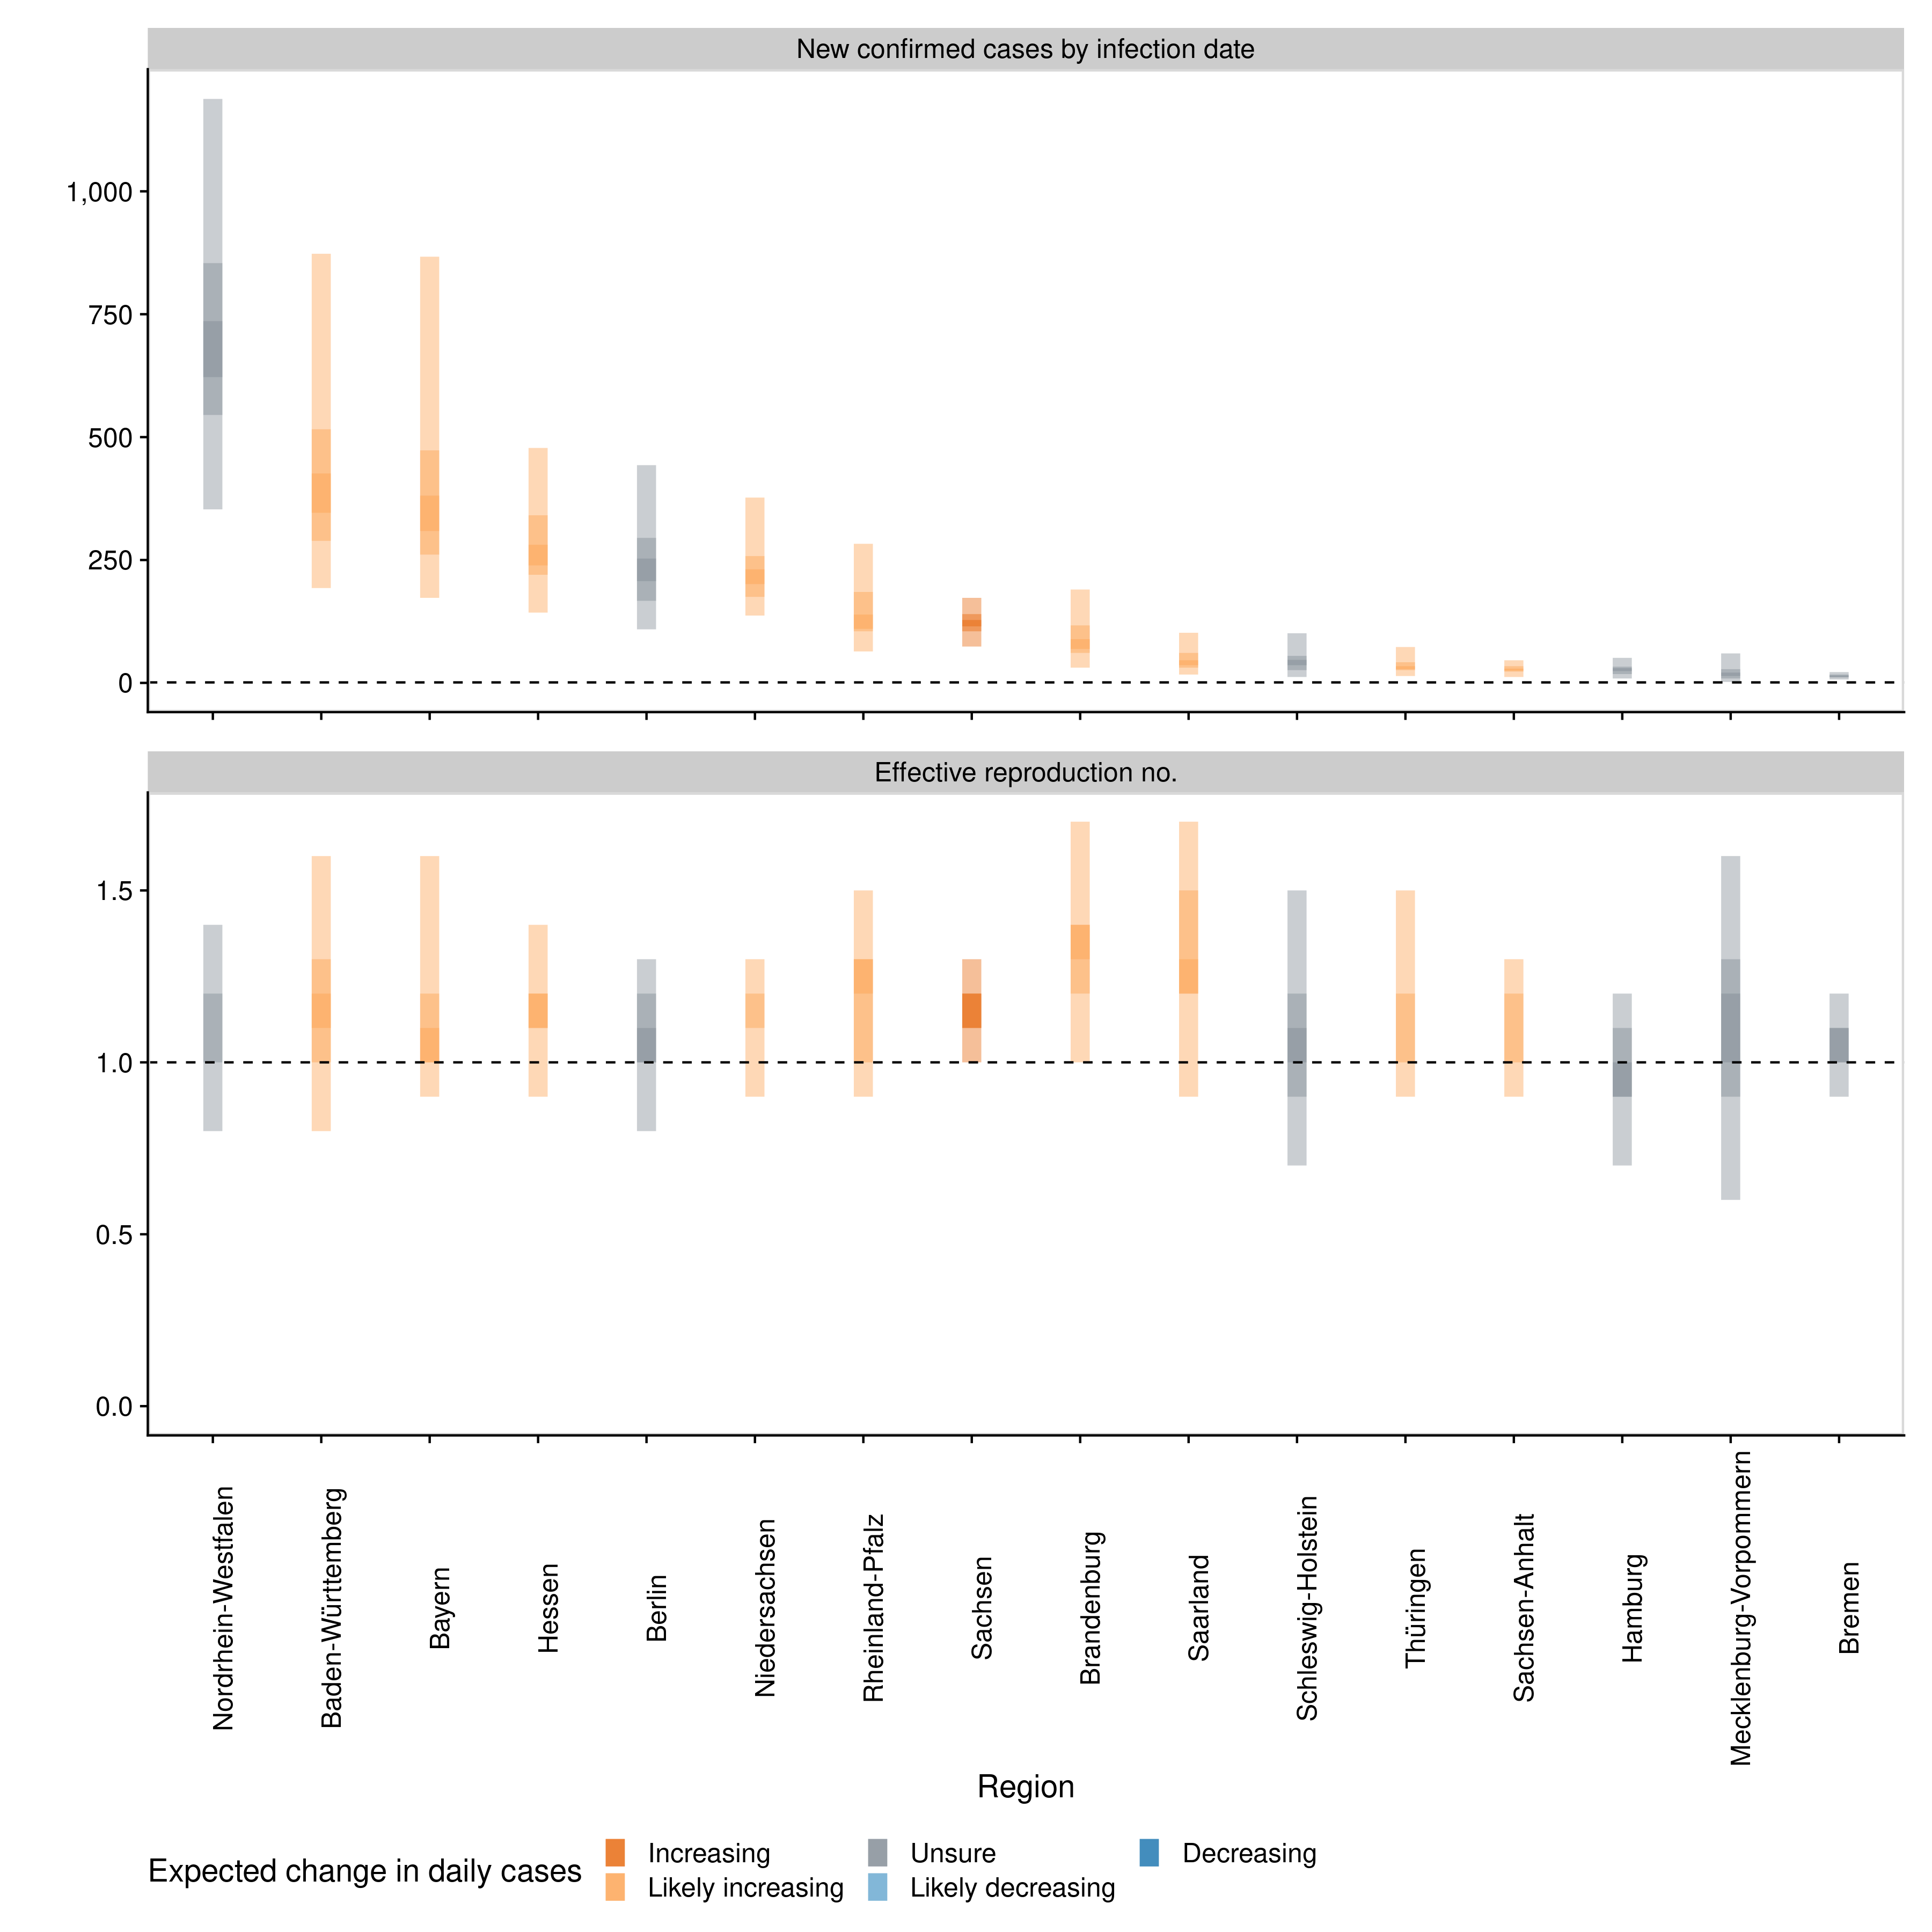 New confirmed cases by infection date
1,000
750
500
250
0
Effective reproduction no.
1.5
1.0
0.5
0.0
Nordrhein-Westfalen
Baden-Württemberg
Bayern
Hessen
Berlin
Niedersachsen
Rheinland-Pfalz
Sachsen
Brandenburg
Saarland
Schleswig-Holstein
Thüringen
Sachsen-Anhalt
Hamburg
Mecklenburg-Vorpommern
Bremen
Region
Expected change in daily cases
Increasing
Unsure
Decreasing
Likely increasing
Likely decreasing